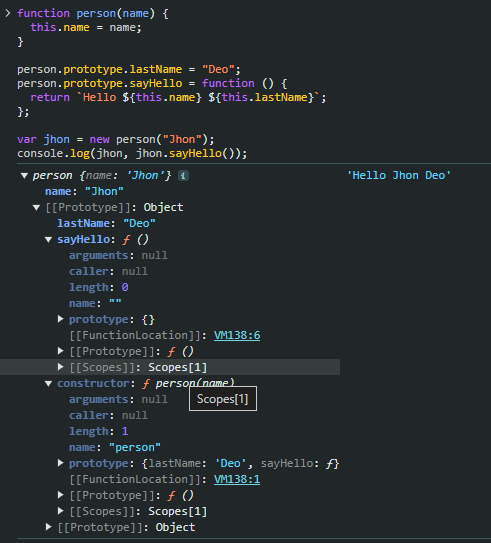 function person(name) {
this.name = name;
}
person.prototype.lastName = "Deo";
person.prototype.sayHello = function () {
return `Hello ${this.name} ${this.lastName}`;
};
var jhon = new person("Jhon");
console.log(jhon, jhon.sayHello());
person {name: 'Jhon'} i 'Hello Jhon Deo'
name: "Jhon"
[[Prototype]]: Object
lastName: "Deo"
sayHello: ƒ ()
arguments: null
caller: null
length: 0
name: ""
prototype: {}
[[FunctionLocation]]: VM138:6
[[Prototype]]: ƒ ()
[[Scopes]]: Scopes[1]
constructor: ƒ person(name)
Scopes[1]
arguments: null
caller: null
length: 1
name: "person"
prototype: {lastName: 'Deo', sayHello: ƒ}
[[FunctionLocation]]: VM138:1
[[Prototype]]: ƒ ()
[[Scopes]]: Scopes[1]
[[Prototype]]: Object